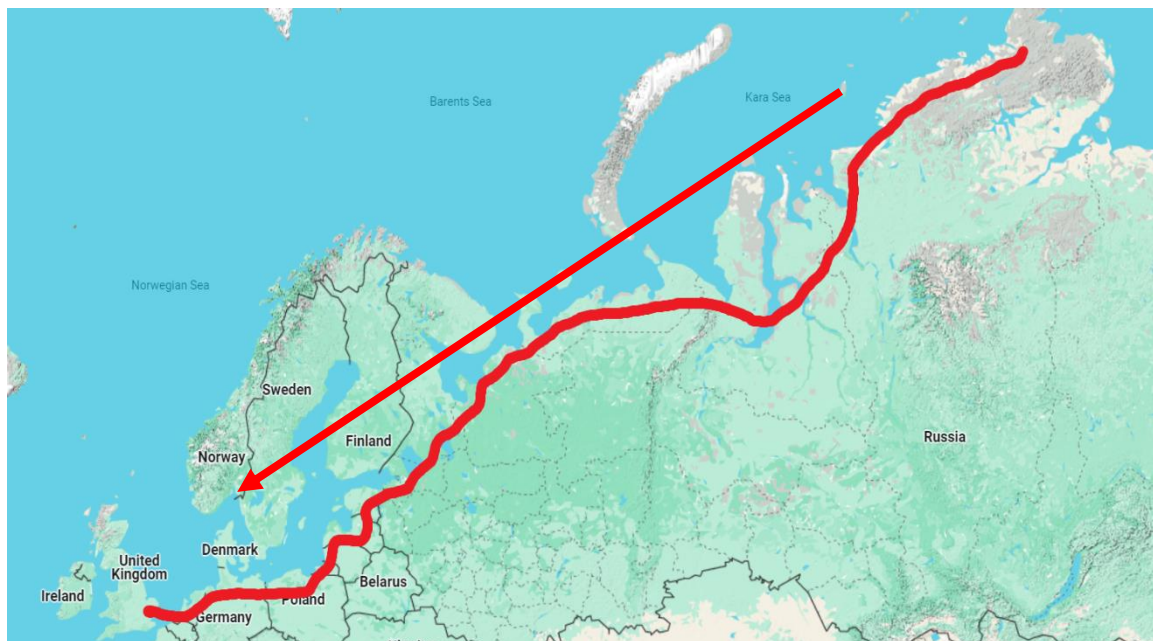 Barents Sea
Kara Sea
Norwegian Sea
Sweden
Finland
Norway
Russia
Denmark
United
Kingdom
Ireland
Belarus
Poland
Germany